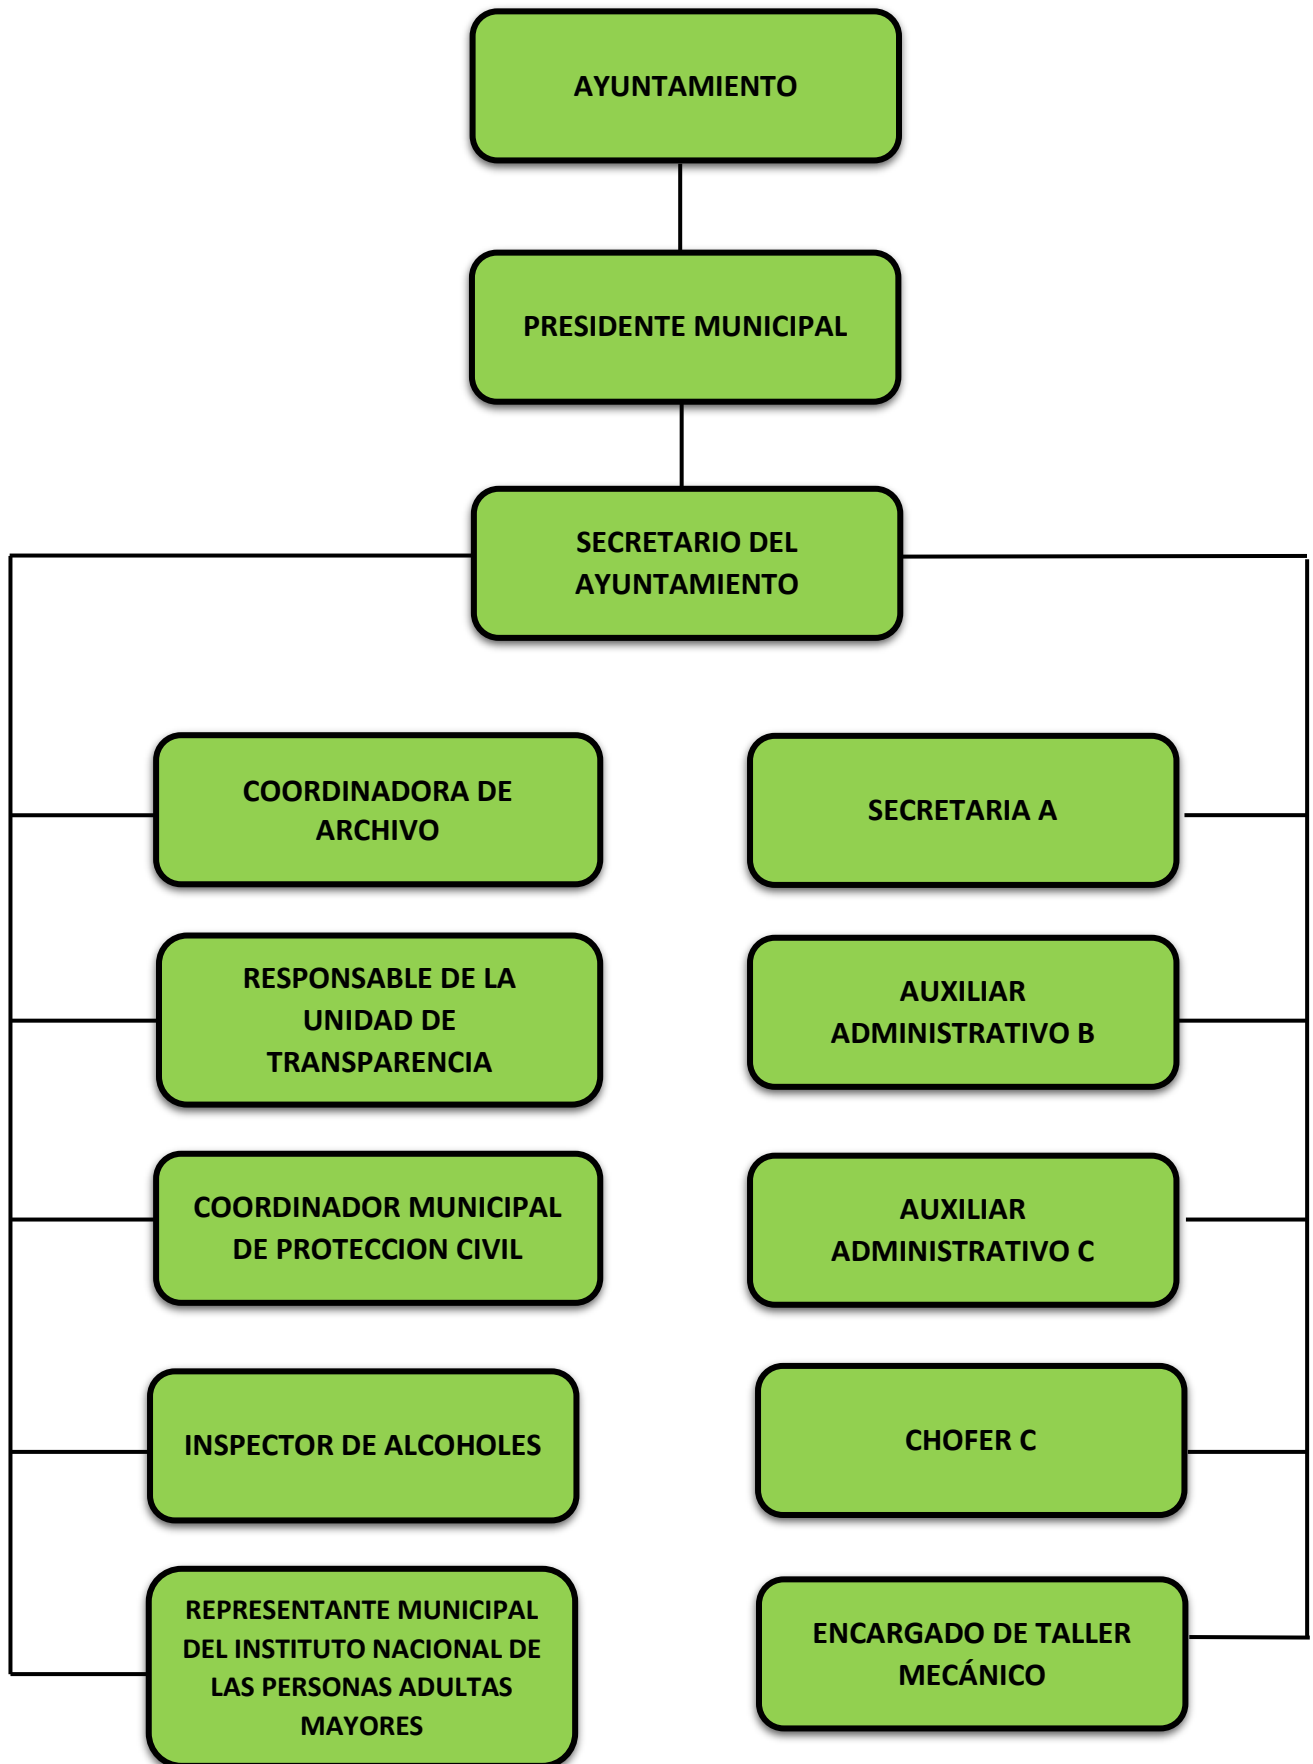 AYUNTAMIENTO
PRESIDENTE MUNICIPAL
SECRETARIO DEL
AYUNTAMIENTO
COORDINADORA DE
ARCHIVO
RESPONSABLE DE LA
UNIDAD DE
TRANSPARENCIA
COORDINADOR MUNICIPAL
DE PROTECCION CIVIL
INSPECTOR DE ALCOHOLES
REPRESENTANTE MUNICIPAL
DEL INSTITUTO NACIONAL DE
LAS PERSONAS ADULTAS
MAYORES
SECRETARIA A
AUXILIAR
ADMINISTRATIVO B
AUXILIAR
ADMINISTRATIVO C
CHOFER C
ENCARGADO DE TALLER
MECÁNICO